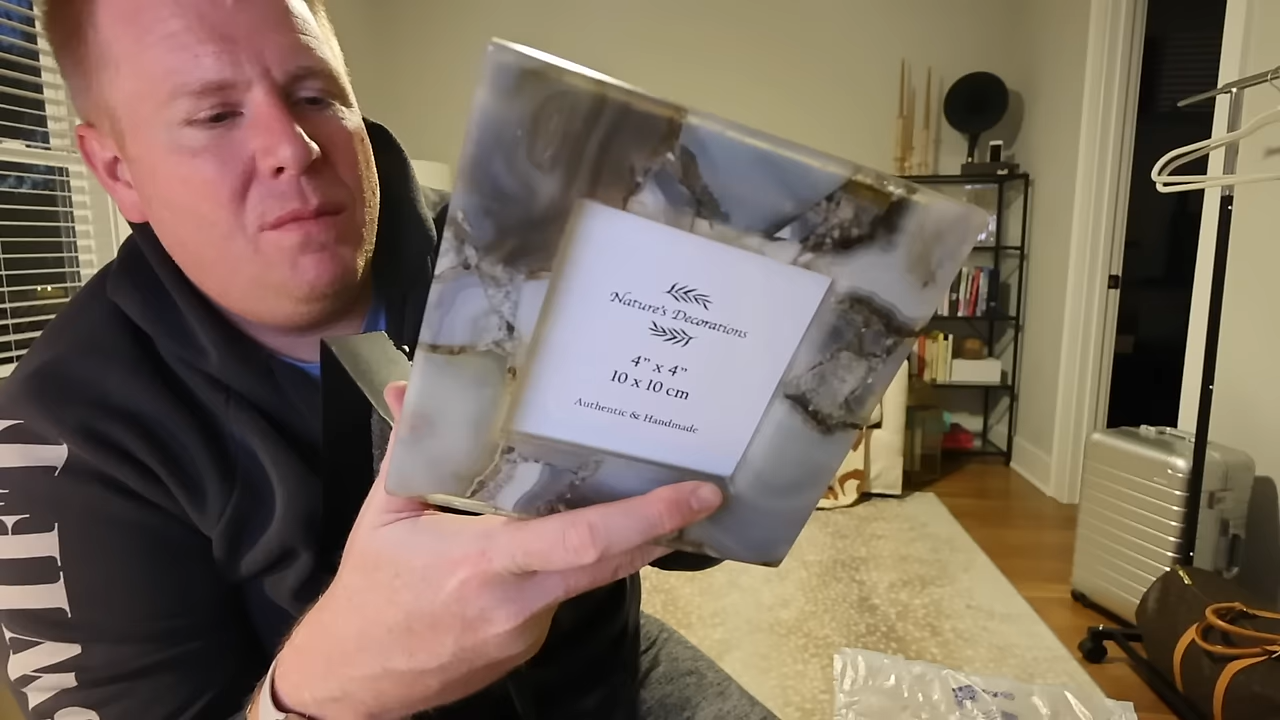 Nature's Decorations
4" x 4"
10 x 10 cm
Authentic & Handmade